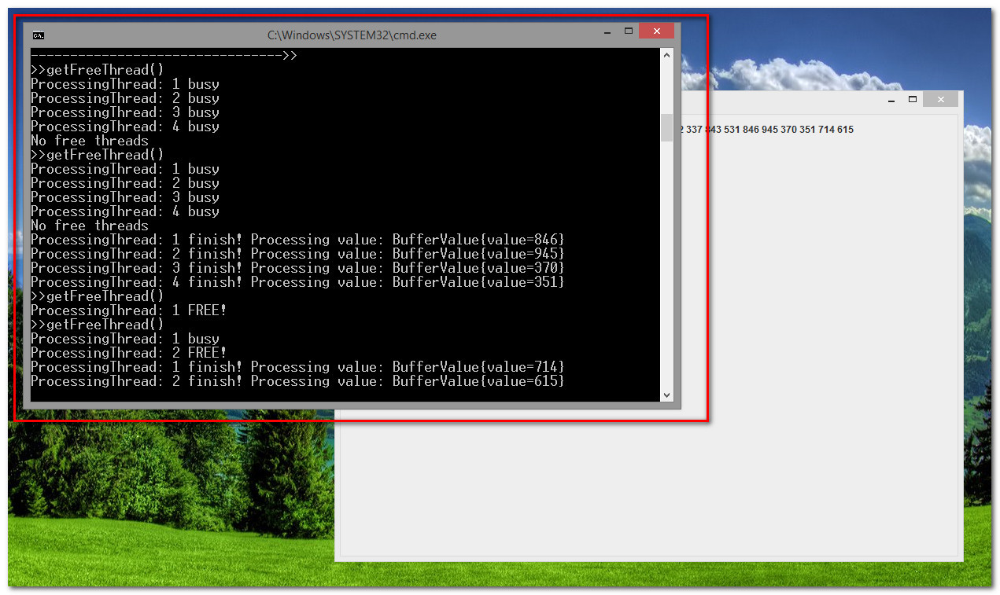 C:\Windows\SYSTEM32\cmd.exe
-------------------------------->>
>>getFreeThread()
ProcessingThread: 1 busy
ProcessingThread: 2 busy
ProcessingThread: 3 busy
ProcessingThread: 4 busy
No free threads
>>getFreeThread()
ProcessingThread: 1 busy
ProcessingThread: 2 busy
ProcessingThread: 3 busy
ProcessingThread: 4 busy
No free threads
ProcessingThread: 1 finish! Processing value: BufferValue{value=846}
ProcessingThread: 2 finish! Processing value: BufferValue{value=945}
ProcessingThread: 3 finish! Processing value: BufferValue{value=370}
ProcessingThread: 4 finish! Processing value: BufferValue{value=351}
>>getFreeThread()
ProcessingThread: 1 FREE!
>>getFreeThread()
ProcessingThread: 1 busy
ProcessingThread: 2 FREE!
ProcessingThread: 1 finish! Processing value: BufferValue{value=714}
ProcessingThread: 2 finish! Processing value: BufferValue{value=615}
337 843 531 846 945 370 351 714 615